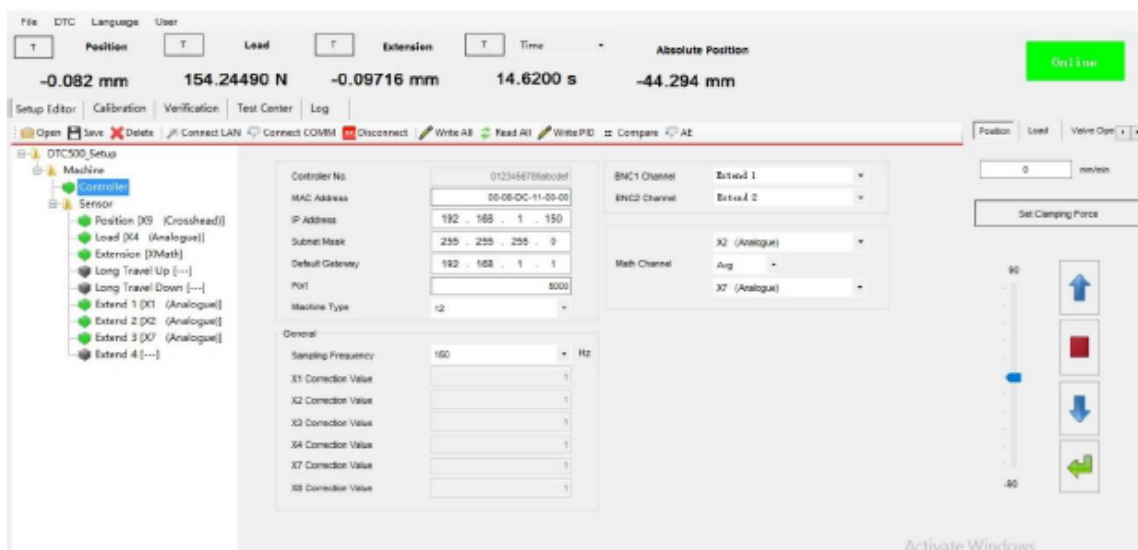 File DTC Language User
T Position T Load T Extension T Time Absolute Position
-0.082 mm 154.24490 N -0.09716 mm 14.6200 s -44.294 mm
Online
Setup Editor Calibration Verification Test Center Log
Open Save Delete Connect LAN Connect COMM Disconnect Write All Read All Write PID Compare AE
Position Load Valve Ope
DTC500_Setup
Machine
Controller
Sensor
Position [X9 (Crosshead)]
Load [X4 (Analogue)]
Extension [XMath]
Long Travel Up [---]
Long Travel Down [---]
Extend 1 [X1 (Analogue)]
Extend 2 [X2 (Analogue)]
Extend 3 [X7 (Analogue)]
Extend 4 [---]
Controller No. 0123456789abcdef
MAC Address 00-08-DC-11-00-00
IP Address 192 . 168 . 1 . 150
Subnet Mask 255 . 255 . 255 . 0
Default Gateway 192 . 168 . 1 . 1
Port 5000
Machine Type 12
General
Sampling Frequency 150 Hz
X1 Correction Value 1
X2 Correction Value 1
X3 Correction Value 1
X4 Correction Value 1
X7 Correction Value 1
X8 Correction Value 1
BNC1 Channel Extend 1
BNC2 Channel Extend 2
X2 (Analogue)
Math Channel Avg
X7 (Analogue)
0 mm/min
Set Clamping Force
90
-90
Activate Windows